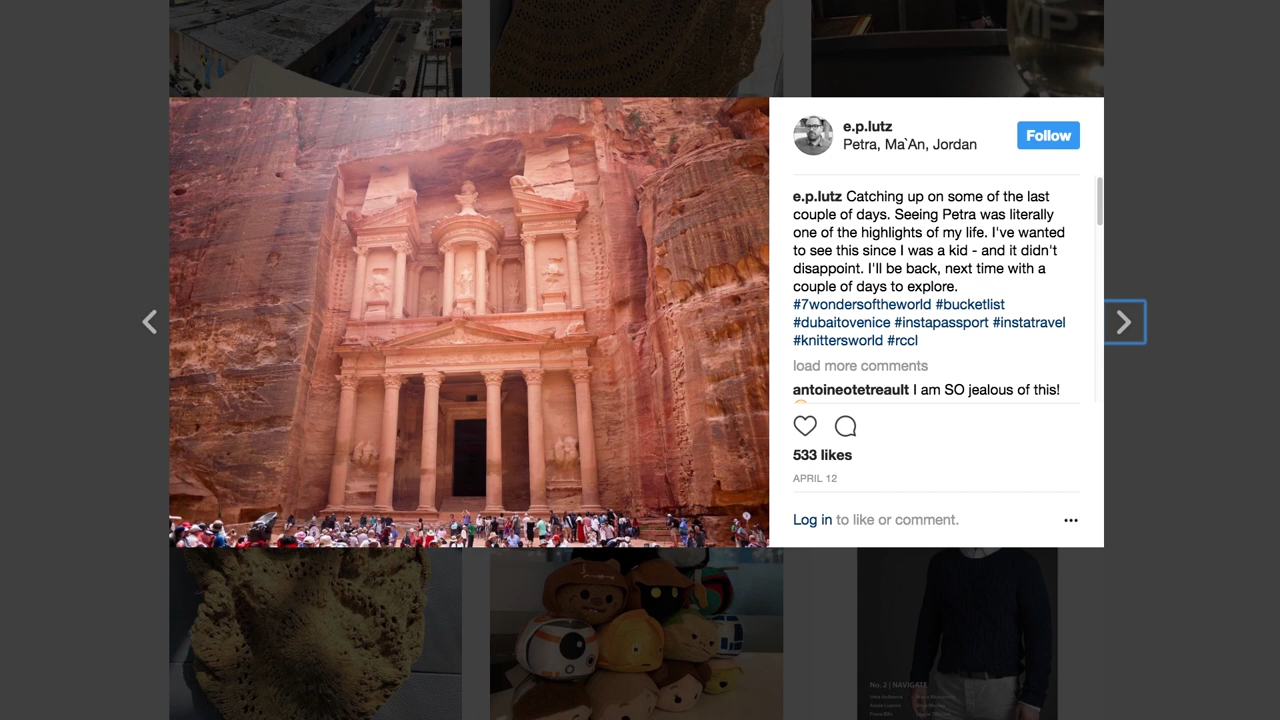 VIP
e.p.lutz
Petra, Ma`An, Jordan
Follow
e.p.lutz Catching up on some of the last
couple of days. Seeing Petra was literally
one of the highlights of my life. I've wanted
to see this since I was a kid - and it didn't
disappoint. I'll be back, next time with a
couple of days to explore.
#7wondersoftheworld #bucketlist
#dubaitovenice #instapassport #instatravel
#knittersworld #rccl
load more comments
antoineotetreault I am SO jealous of this!
533 likes
APRIL 12
Log in to like or comment.
No. 2 | NAVIGATE